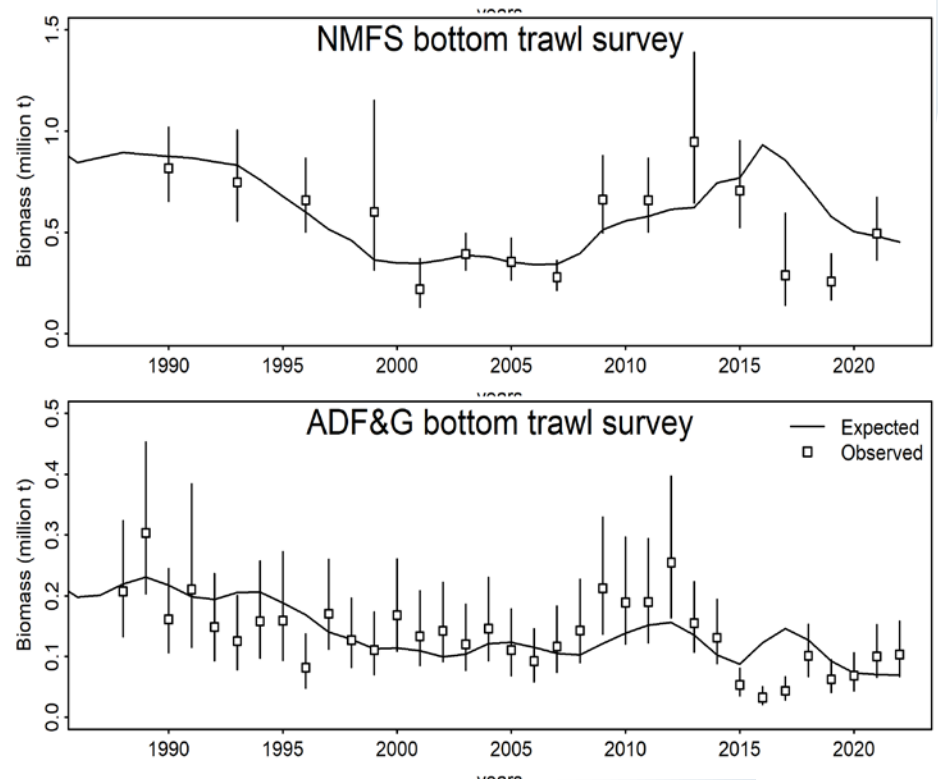 years
NMFS bottom trawl survey
Biomass (million t)
0.0 0.5 1.0 1.5
1990 1995 2000 2005 2010 2015 2020
years
ADF&G bottom trawl survey
Expected
Observed
Biomass (million t)
0.0 0.1 0.2 0.3 0.4 0.5
1990 1995 2000 2005 2010 2015 2020
years